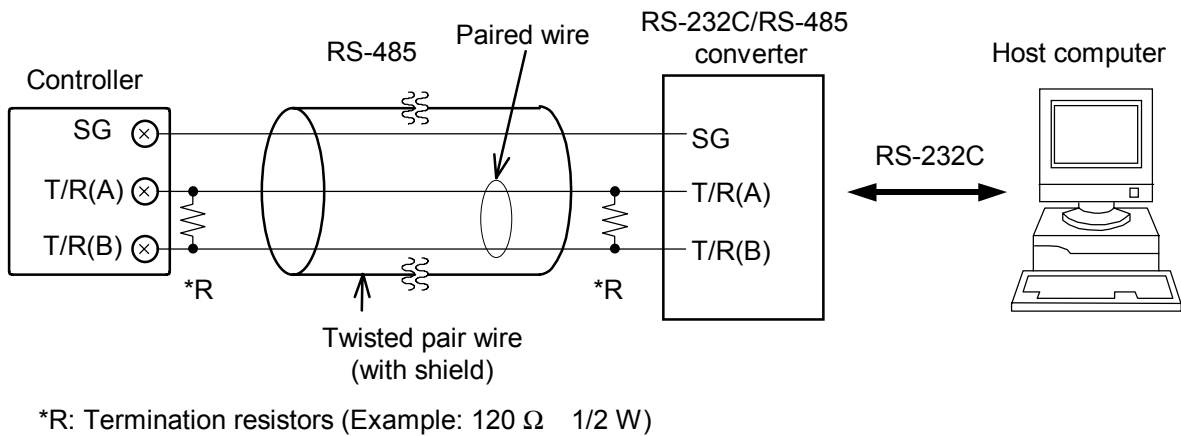 RS-232C/RS-485
converter
Paired wire
RS-485
Host computer
Controller
SG
T/R(A)
T/R(B)
*R
*R
SG
T/R(A)
T/R(B)
RS-232C
Twisted pair wire
(with shield)
*R: Termination resistors (Example: 120 Ω 1/2 W)